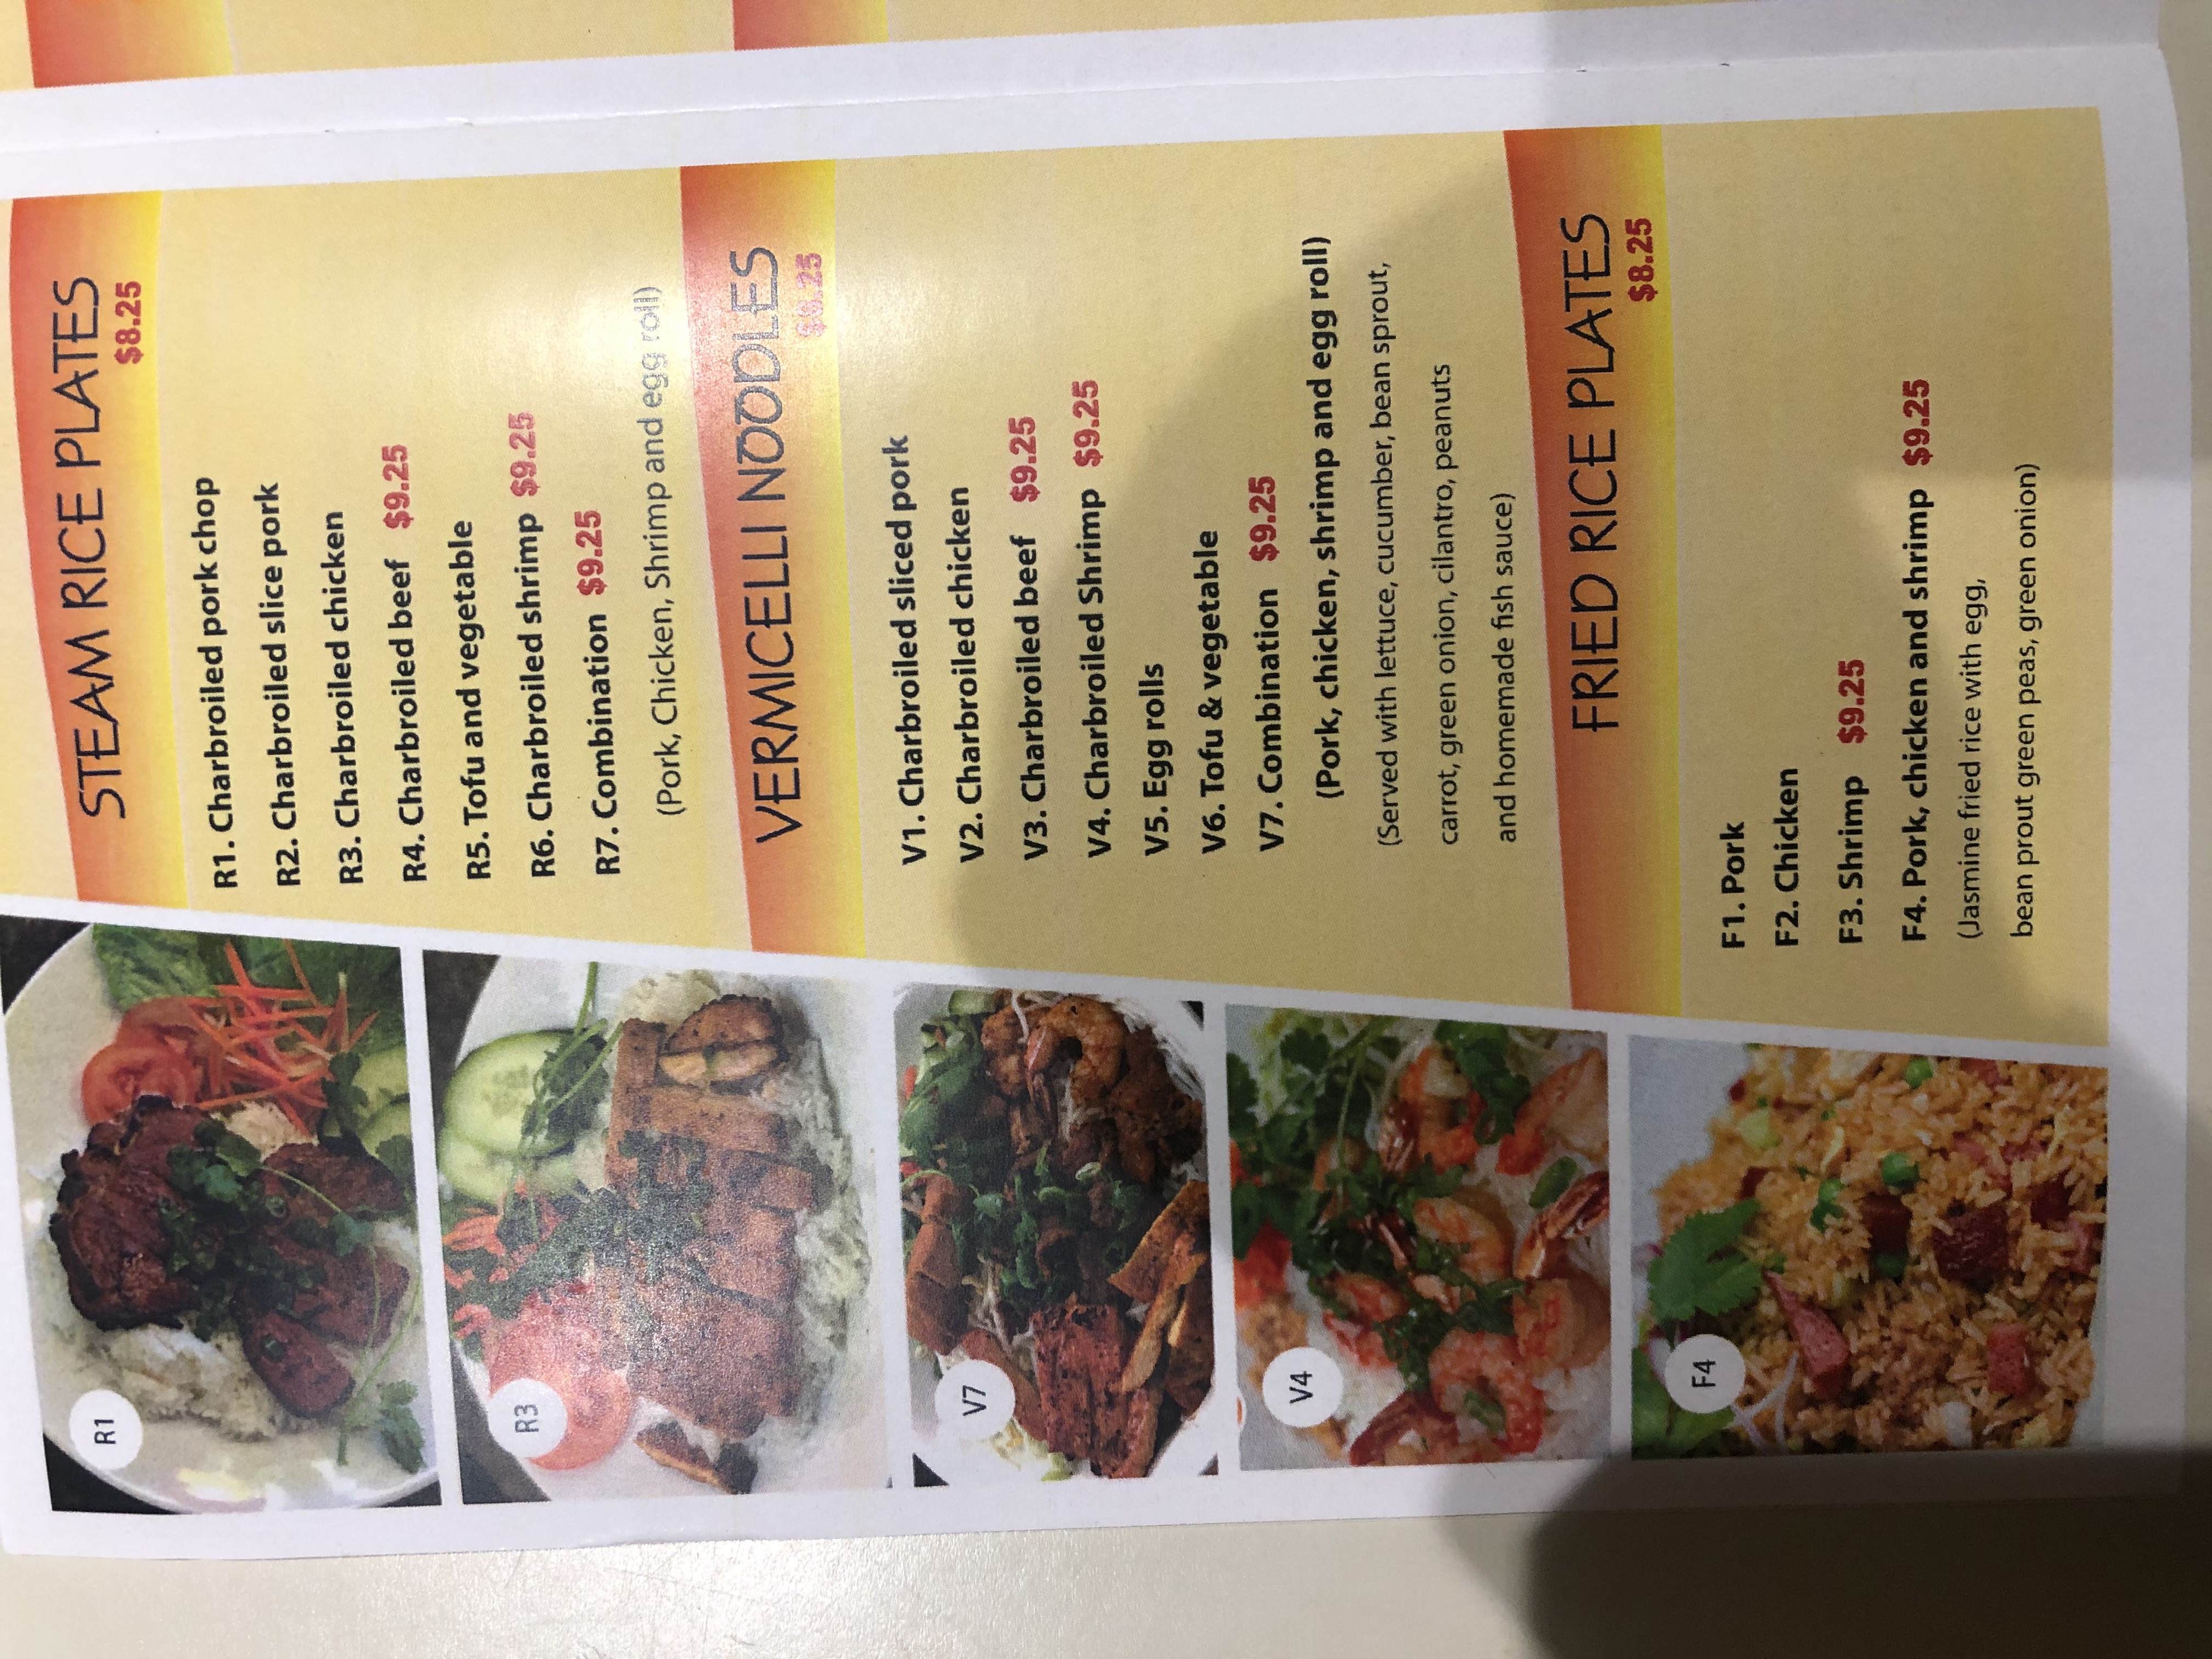 STEAM RICE PLATES
$8.25
R1
R1. Charbroiled pork chop
R2. Charbroiled slice pork
R3. Charbroiled chicken
R4. Charbroiled beef $9.25
R5. Tofu and vegetable
R3
R6. Charbroiled shrimp $9.25
R7. Combination $9.25
(Pork, Chicken, Shrimp and egg roll)
VERMICELLI NOODLES
$8.25
V7
V1. Charbroiled sliced pork
V2. Charbroiled chicken
V3. Charbroiled beef $9.25
V4. Charbroiled Shrimp $9.25
V5. Egg rolls
V6. Tofu & vegetable
V7. Combination $9.25
V4
(Pork, chicken, shrimp and egg roll)
(Served with lettuce, cucumber, bean sprout,
carrot, green onion, cilantro, peanuts
and homemade fish sauce)
FRIED RICE PLATES
$8.25
F4
F1. Pork
F2. Chicken
F3. Shrimp $9.25
F4. Pork, chicken and shrimp $9.25
(Jasmine fried rice with egg,
bean prout green peas, green onion)